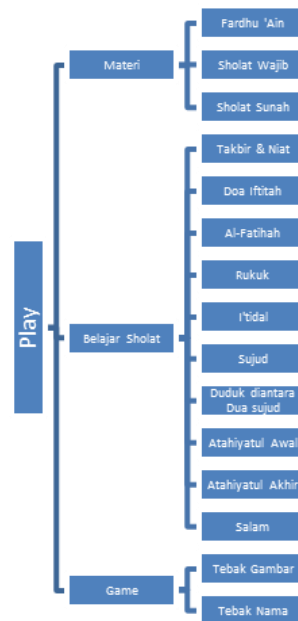 Play
Materi
Fardhu 'Ain
Sholat Wajib
Sholat Sunah
Belajar Sholat
Takbir & Niat
Doa Iftitah
Al-Fatihah
Rukuk
I'tidal
Sujud
Duduk diantara
Dua sujud
Atahiyatul Awal
Atahiyatul Akhir
Salam
Game
Tebak Gambar
Tebak Nama